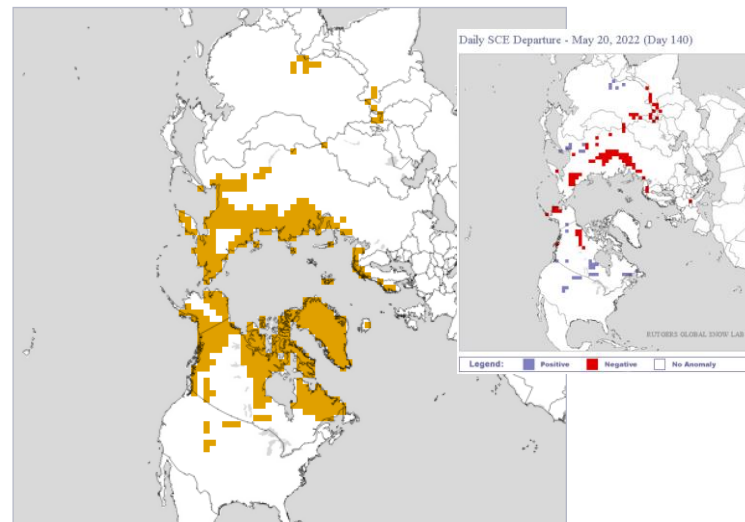 Daily SCE Departure - May 20, 2022 (Day 140)
RUTGERS GLOBAL SNOW LAB
Legend: Positive Negative No Anomaly